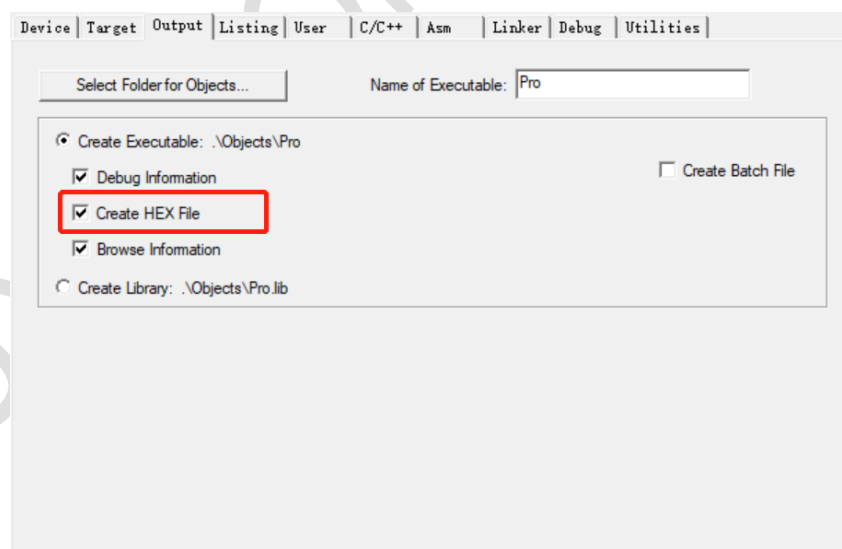 Device Target Output Listing User C/C++ Asm Linker Debug Utilities
Select Folder for Objects... Name of Executable: Pro
Create Executable: .\Objects\Pro
Debug Information Create Batch File
Create HEX File
Browse Information
Create Library: .\Objects\Pro.lib